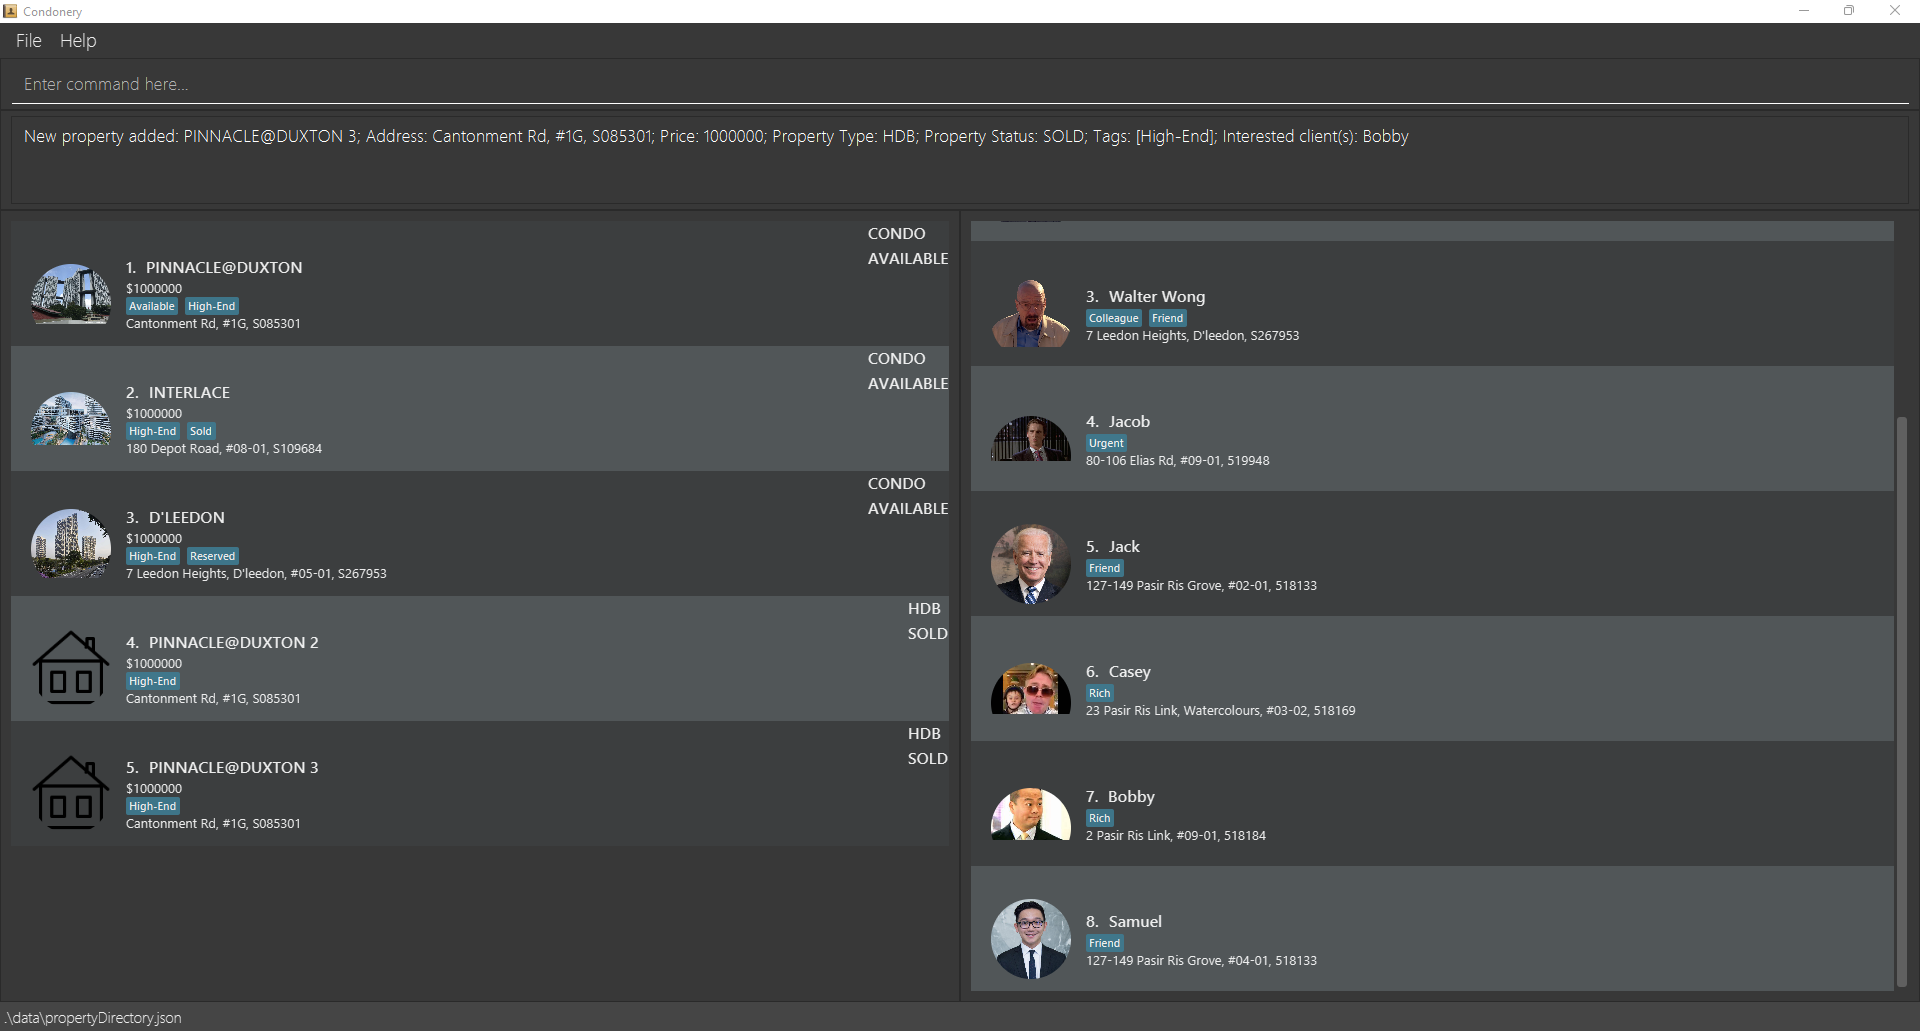 Condonery
File Help
Enter command here...
New property added: PINNACLE@DUXTON 3; Address: Cantonment Rd, #1G, S085301; Price: 1000000; Property Type: HDB; Property Status: SOLD; Tags: [High-End]; Interested client(s): Bobby
CONDO
AVAILABLE
1. PINNACLE@DUXTON
$1000000
Available High-End
Cantonment Rd, #1G, S085301
CONDO
AVAILABLE
2. INTERLACE
$1000000
High-End Sold
180 Depot Road, #08-01, S109684
CONDO
AVAILABLE
3. D'LEEDON
$1000000
High-End Reserved
7 Leedon Heights, D'leedon, #05-01, S267953
HDB
SOLD
4. PINNACLE@DUXTON 2
$1000000
High-End
Cantonment Rd, #1G, S085301
HDB
SOLD
5. PINNACLE@DUXTON 3
$1000000
High-End
Cantonment Rd, #1G, S085301
3. Walter Wong
Colleague Friend
7 Leedon Heights, D'leedon, S267953
4. Jacob
Urgent
80-106 Elias Rd, #09-01, 519948
5. Jack
Friend
127-149 Pasir Ris Grove, #02-01, 518133
6. Casey
Rich
23 Pasir Ris Link, Watercolours, #03-02, 518169
7. Bobby
Rich
2 Pasir Ris Link, #09-01, 518184
8. Samuel
Friend
127-149 Pasir Ris Grove, #04-01, 518133
.\data\propertyDirectory.json